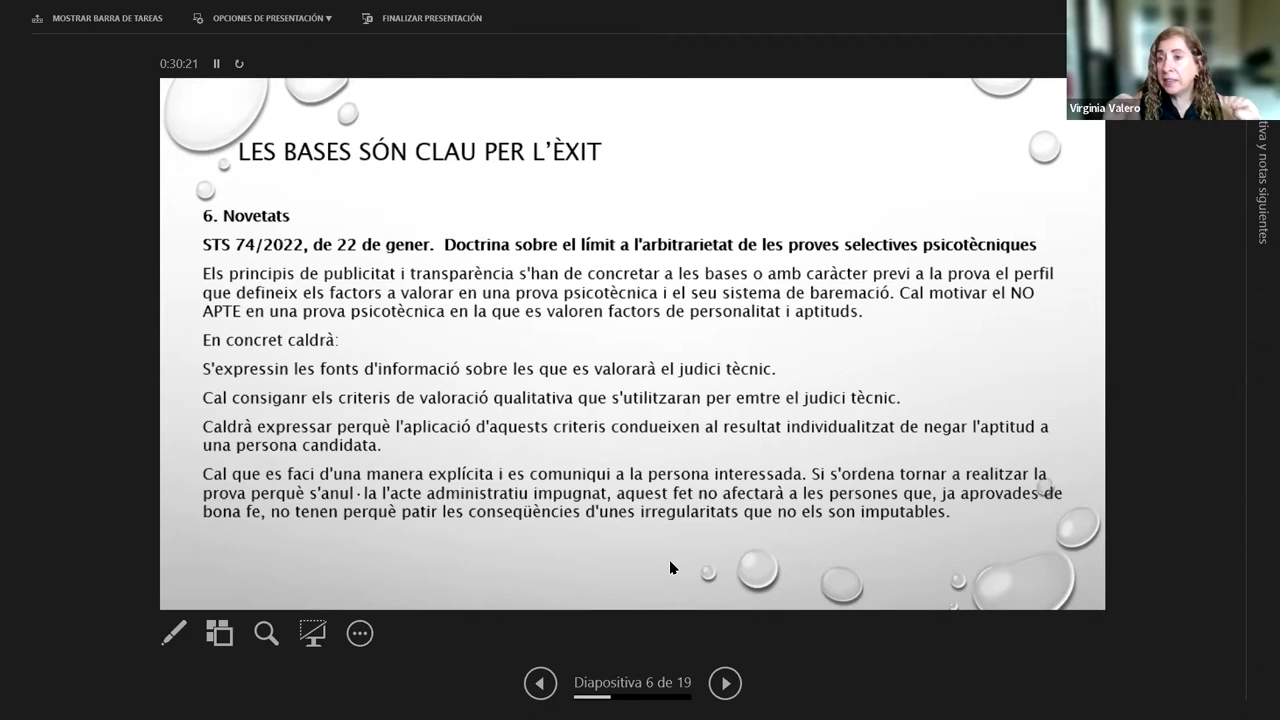 MOSTRAR BARRA DE TAREAS
OPCIONES DE PRESENTACIÓN ▼
FINALIZAR PRESENTACIÓN
0:30:21
Virginia Valero
tiva y notas siguientes
LES BASES SÓN CLAU PER L'ÈXIT
6. Novetats
STS 74/2022, de 22 de gener. Doctrina sobre el límit a l'arbitrarietat de les proves selectives psicotècniques
Els principis de publicitat i transparència s'han de concretar a les bases o amb caràcter previ a la prova el perfil
que defineix els factors a valorar en una prova psicotècnica i el seu sistema de baremació. Cal motivar el NO
APTE en una prova psicotècnica en la que es valoren factors de personalitat i aptituds.
En concret caldrà:
S'expressin les fonts d'informació sobre les que es valorarà el judici tècnic.
Cal consiganr els criteris de valoració qualitativa que s'utilitzaran per emtre el judici tècnic.
Caldrà expressar perquè l'aplicació d'aquests criteris condueixen al resultat individualitzat de negar l'aptitud a
una persona candidata.
Cal que es faci d'una manera explícita i es comuniqui a la persona interessada. Si s'ordena tornar a realitzar la
prova perquè s'anul·la l'acte administratiu impugnat, aquest fet no afectarà a les persones que, ja aprovades de
bona fe, no tenen perquè patir les conseqüències d'unes irregularitats que no els son imputables.
Diapositiva 6 de 19